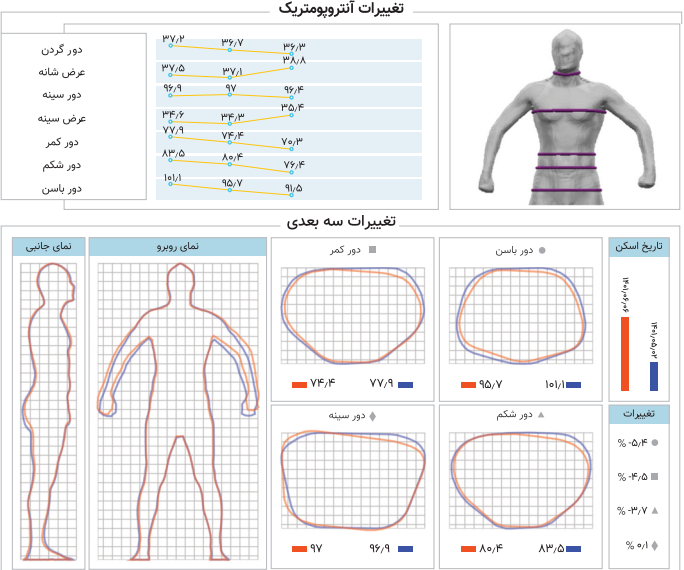 تغییرات آنتروپومتریک
دور گردن
۳۷٫۲ ۳۶٫۷ ۳۶٫۳
عرض شانه
۳۷٫۵ ۳۷٫۱ ۳۸٫۸
دور سینه
۹۶٫۹ ۹۷ ۹۶٫۴
عرض سینه
۳۴٫۶ ۳۴٫۳ ۳۵٫۴
دور کمر
۷۷٫۹ ۷۴٫۴ ۷۰٫۳
دور شکم
۸۳٫۵ ۸۰٫۴ ۷۶٫۴
دور باسن
۱۰۱٫۱ ۹۵٫۷ ۹۱٫۵
تغییرات سه بعدی
تاریخ اسکن
دور باسن
۹۵٫۷ ۱۰۱٫۱
دور کمر
۷۴٫۴ ۷۷٫۹
نمای روبرو
نمای جانبی
تغییرات
% -۵٫۴
% -۴٫۵
% -۳٫۷
% ۰٫۱
دور شکم
۸۰٫۴ ۸۳٫۵
دور سینه
۹۷ ۹۶٫۹